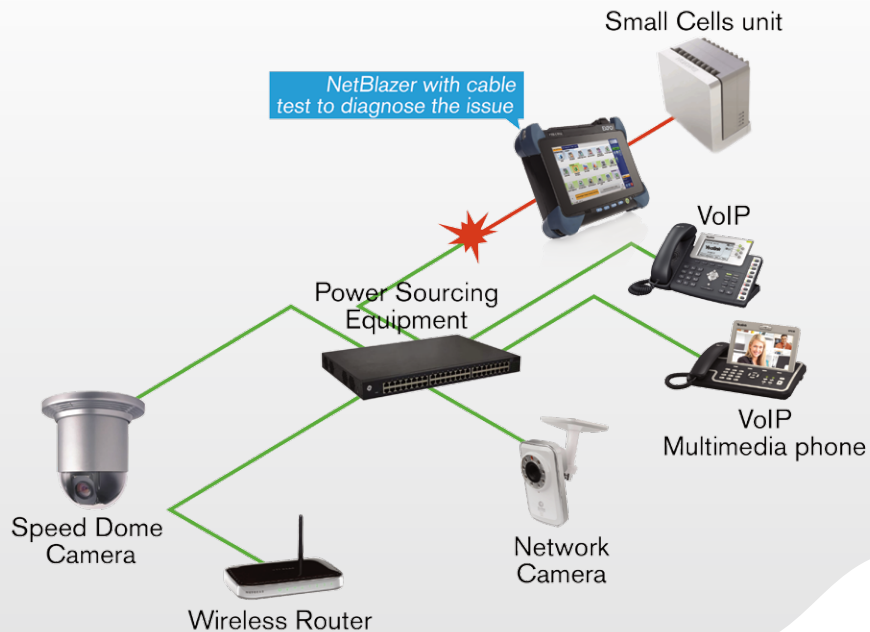 Small Cells unit
NetBlazer with cable
test to diagnose the issue
EXFO
VoIP
Power Sourcing
Equipment
VoIP
Multimedia phone
Speed Dome
Camera
Network
Camera
Wireless Router